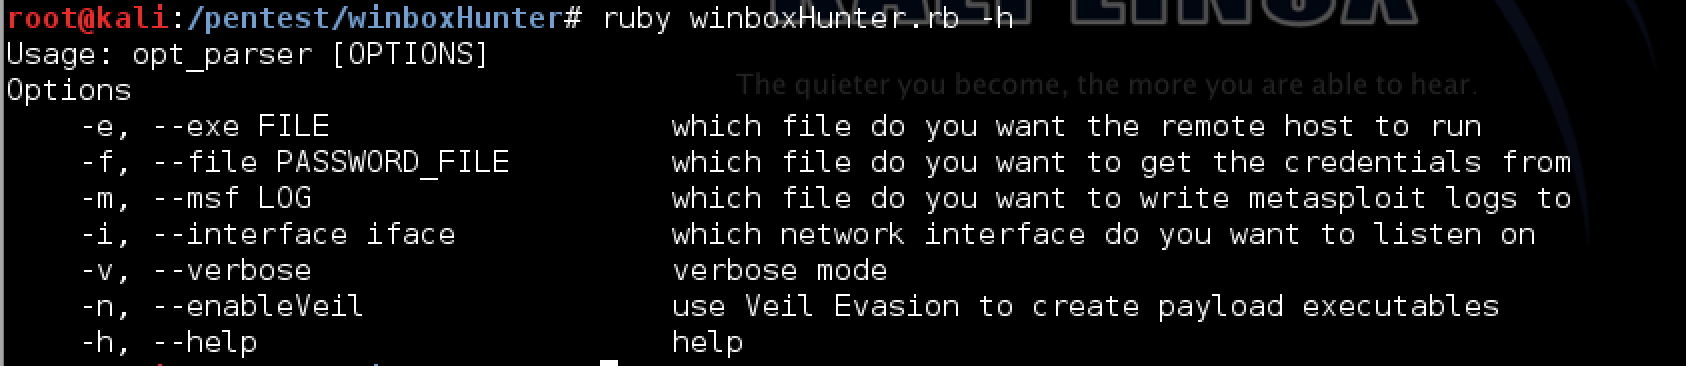 root@kali:/pentest/winboxHunter# ruby winboxHunter.rb -h
KALI LINUX
Usage: opt_parser [OPTIONS]
Options
The quieter you become, the more you are able to hear.
-e, --exe FILE which file do you want the remote host to run
-f, --file PASSWORD_FILE which file do you want to get the credentials from
-m, --msf LOG which file do you want to write metasploit logs to
-i, --interface iface which network interface do you want to listen on
-v, --verbose verbose mode
-n, --enableVeil use Veil Evasion to create payload executables
-h, --help help